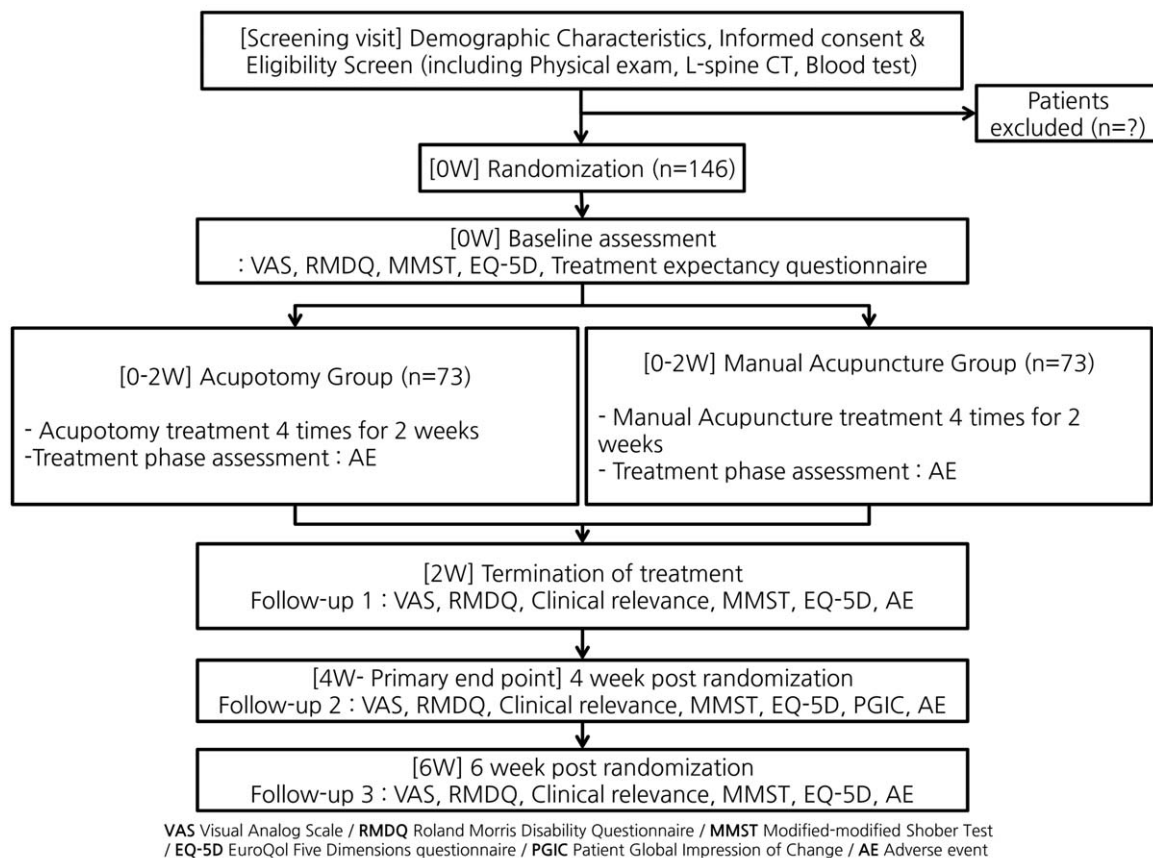 [Screening visit] Demographic Characteristics, Informed consent &
Eligibility Screen (including Physical exam, L-spine CT, Blood test)
Patients
excluded (n=?)
[0W] Randomization (n=146)
[0W] Baseline assessment
: VAS, RMDQ, MMST, EQ-5D, Treatment expectancy questionnaire
[0-2W] Acupotomy Group (n=73)
- Acupotomy treatment 4 times for 2 weeks
-Treatment phase assessment : AE
[0-2W] Manual Acupuncture Group (n=73)
- Manual Acupuncture treatment 4 times for 2
weeks
- Treatment phase assessment : AE
[2W] Termination of treatment
Follow-up 1 : VAS, RMDQ, Clinical relevance, MMST, EQ-5D, AE
[4W- Primary end point] 4 week post randomization
Follow-up 2 : VAS, RMDQ, Clinical relevance, MMST, EQ-5D, PGIC, AE
[6W] 6 week post randomization
Follow-up 3 : VAS, RMDQ, Clinical relevance, MMST, EQ-5D, AE
VAS Visual Analog Scale / RMDQ Roland Morris Disability Questionnaire / MMST Modified-modified Shober Test
/ EQ-5D EuroQol Five Dimensions questionnaire / PGIC Patient Global Impression of Change / AE Adverse event